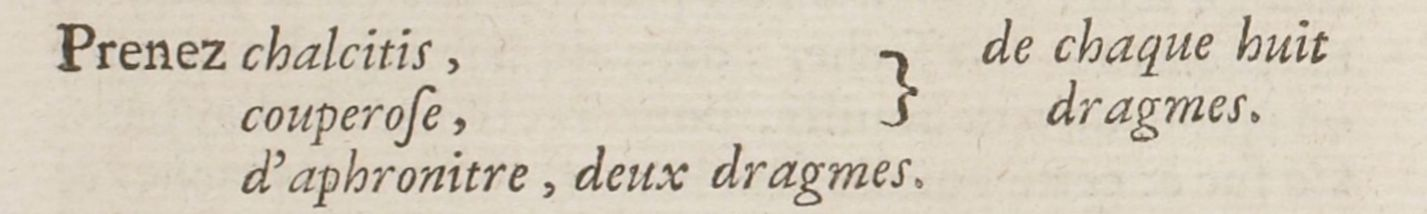 Prenez chalcitis, } de chaque huit
couperoſe, dragmes.
d'aphronitre, deux dragmes.